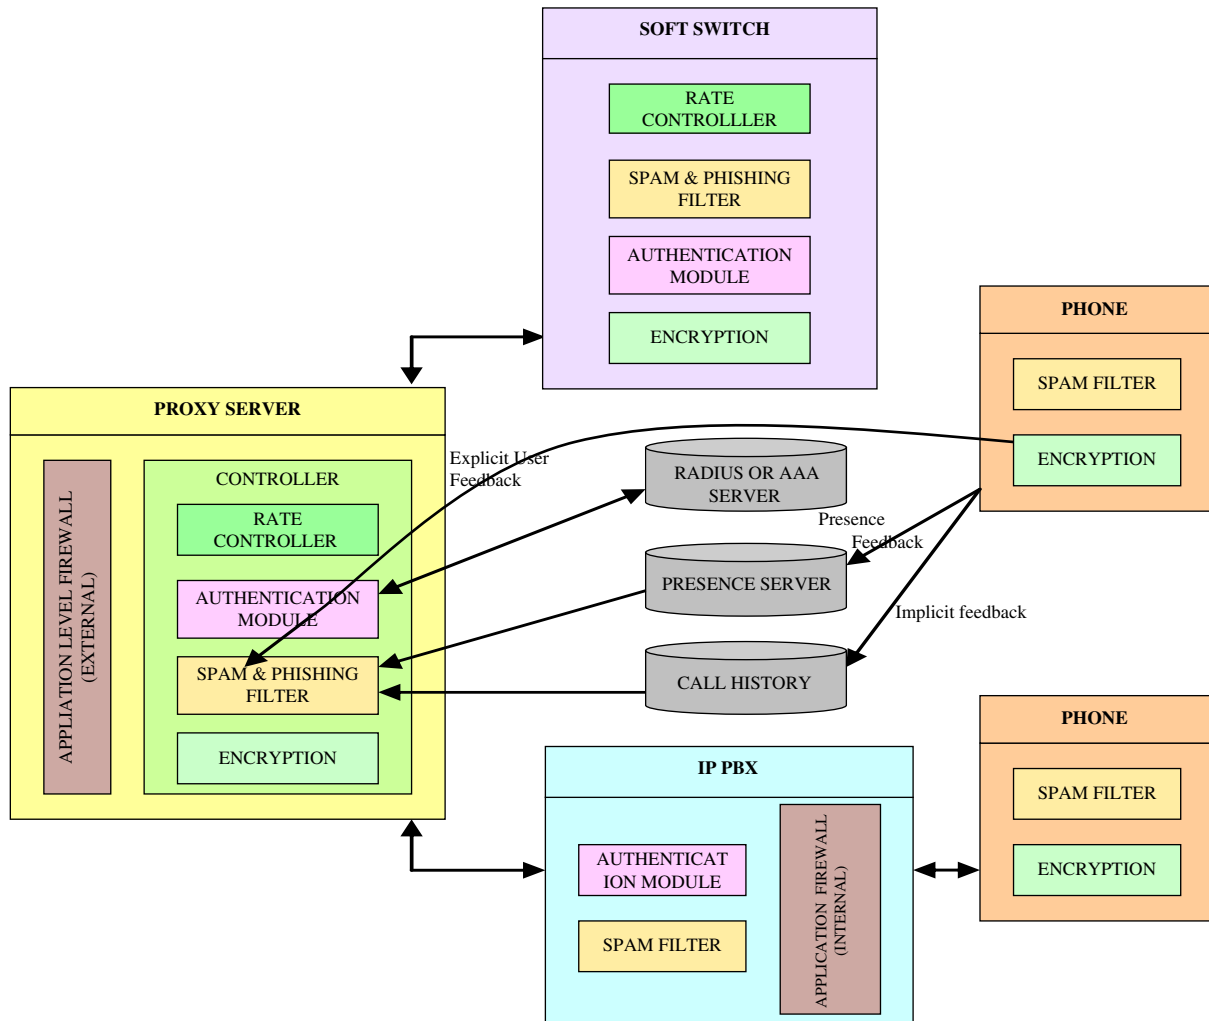 SOFT SWITCH
RATE
CONTROLLLER
SPAM & PHISHING
FILTER
AUTHENTICATION
MODULE
ENCRYPTION
PHONE
SPAM FILTER
ENCRYPTION
PROXY SERVER
APPLIATION LEVEL FIREWALL
(EXTERNAL)
CONTROLLER
RATE
CONTROLLER
AUTHENTICATION
MODULE
SPAM & PHISHING
FILTER
ENCRYPTION
Explicit User
Feedback
RADIUS OR AAA
SERVER
Presence
Feedback
PRESENCE SERVER
Implicit feedback
CALL HISTORY
IP PBX
AUTHENTICAT
ION MODULE
SPAM FILTER
APPLICATION FIREWALL
(INTERNAL)
PHONE
SPAM FILTER
ENCRYPTION